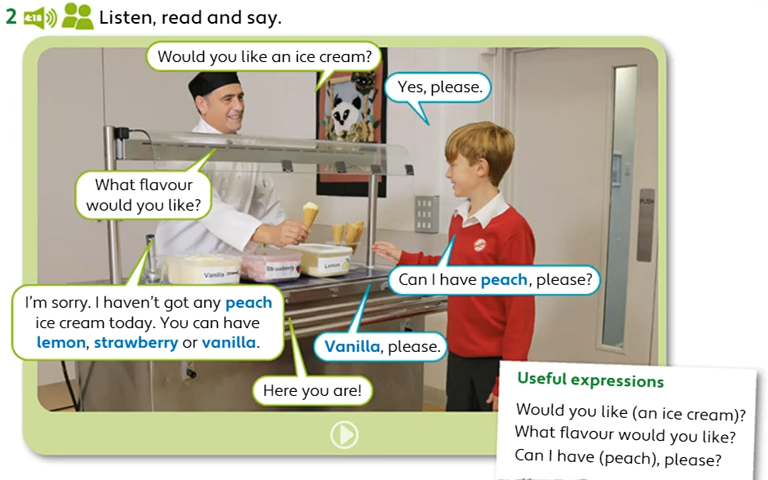 2 4:18 Listen, read and say.
Would you like an ice cream?
Yes, please.
What flavour
would you like?
Can I have peach, please?
I'm sorry. I haven't got any peach
ice cream today. You can have
lemon, strawberry or vanilla.
Vanilla, please.
Here you are!
Vanilla
Strawberry
Lemon
PUSH
Useful expressions
Would you like (an ice cream)?
What flavour would you like?
Can I have (peach), please?